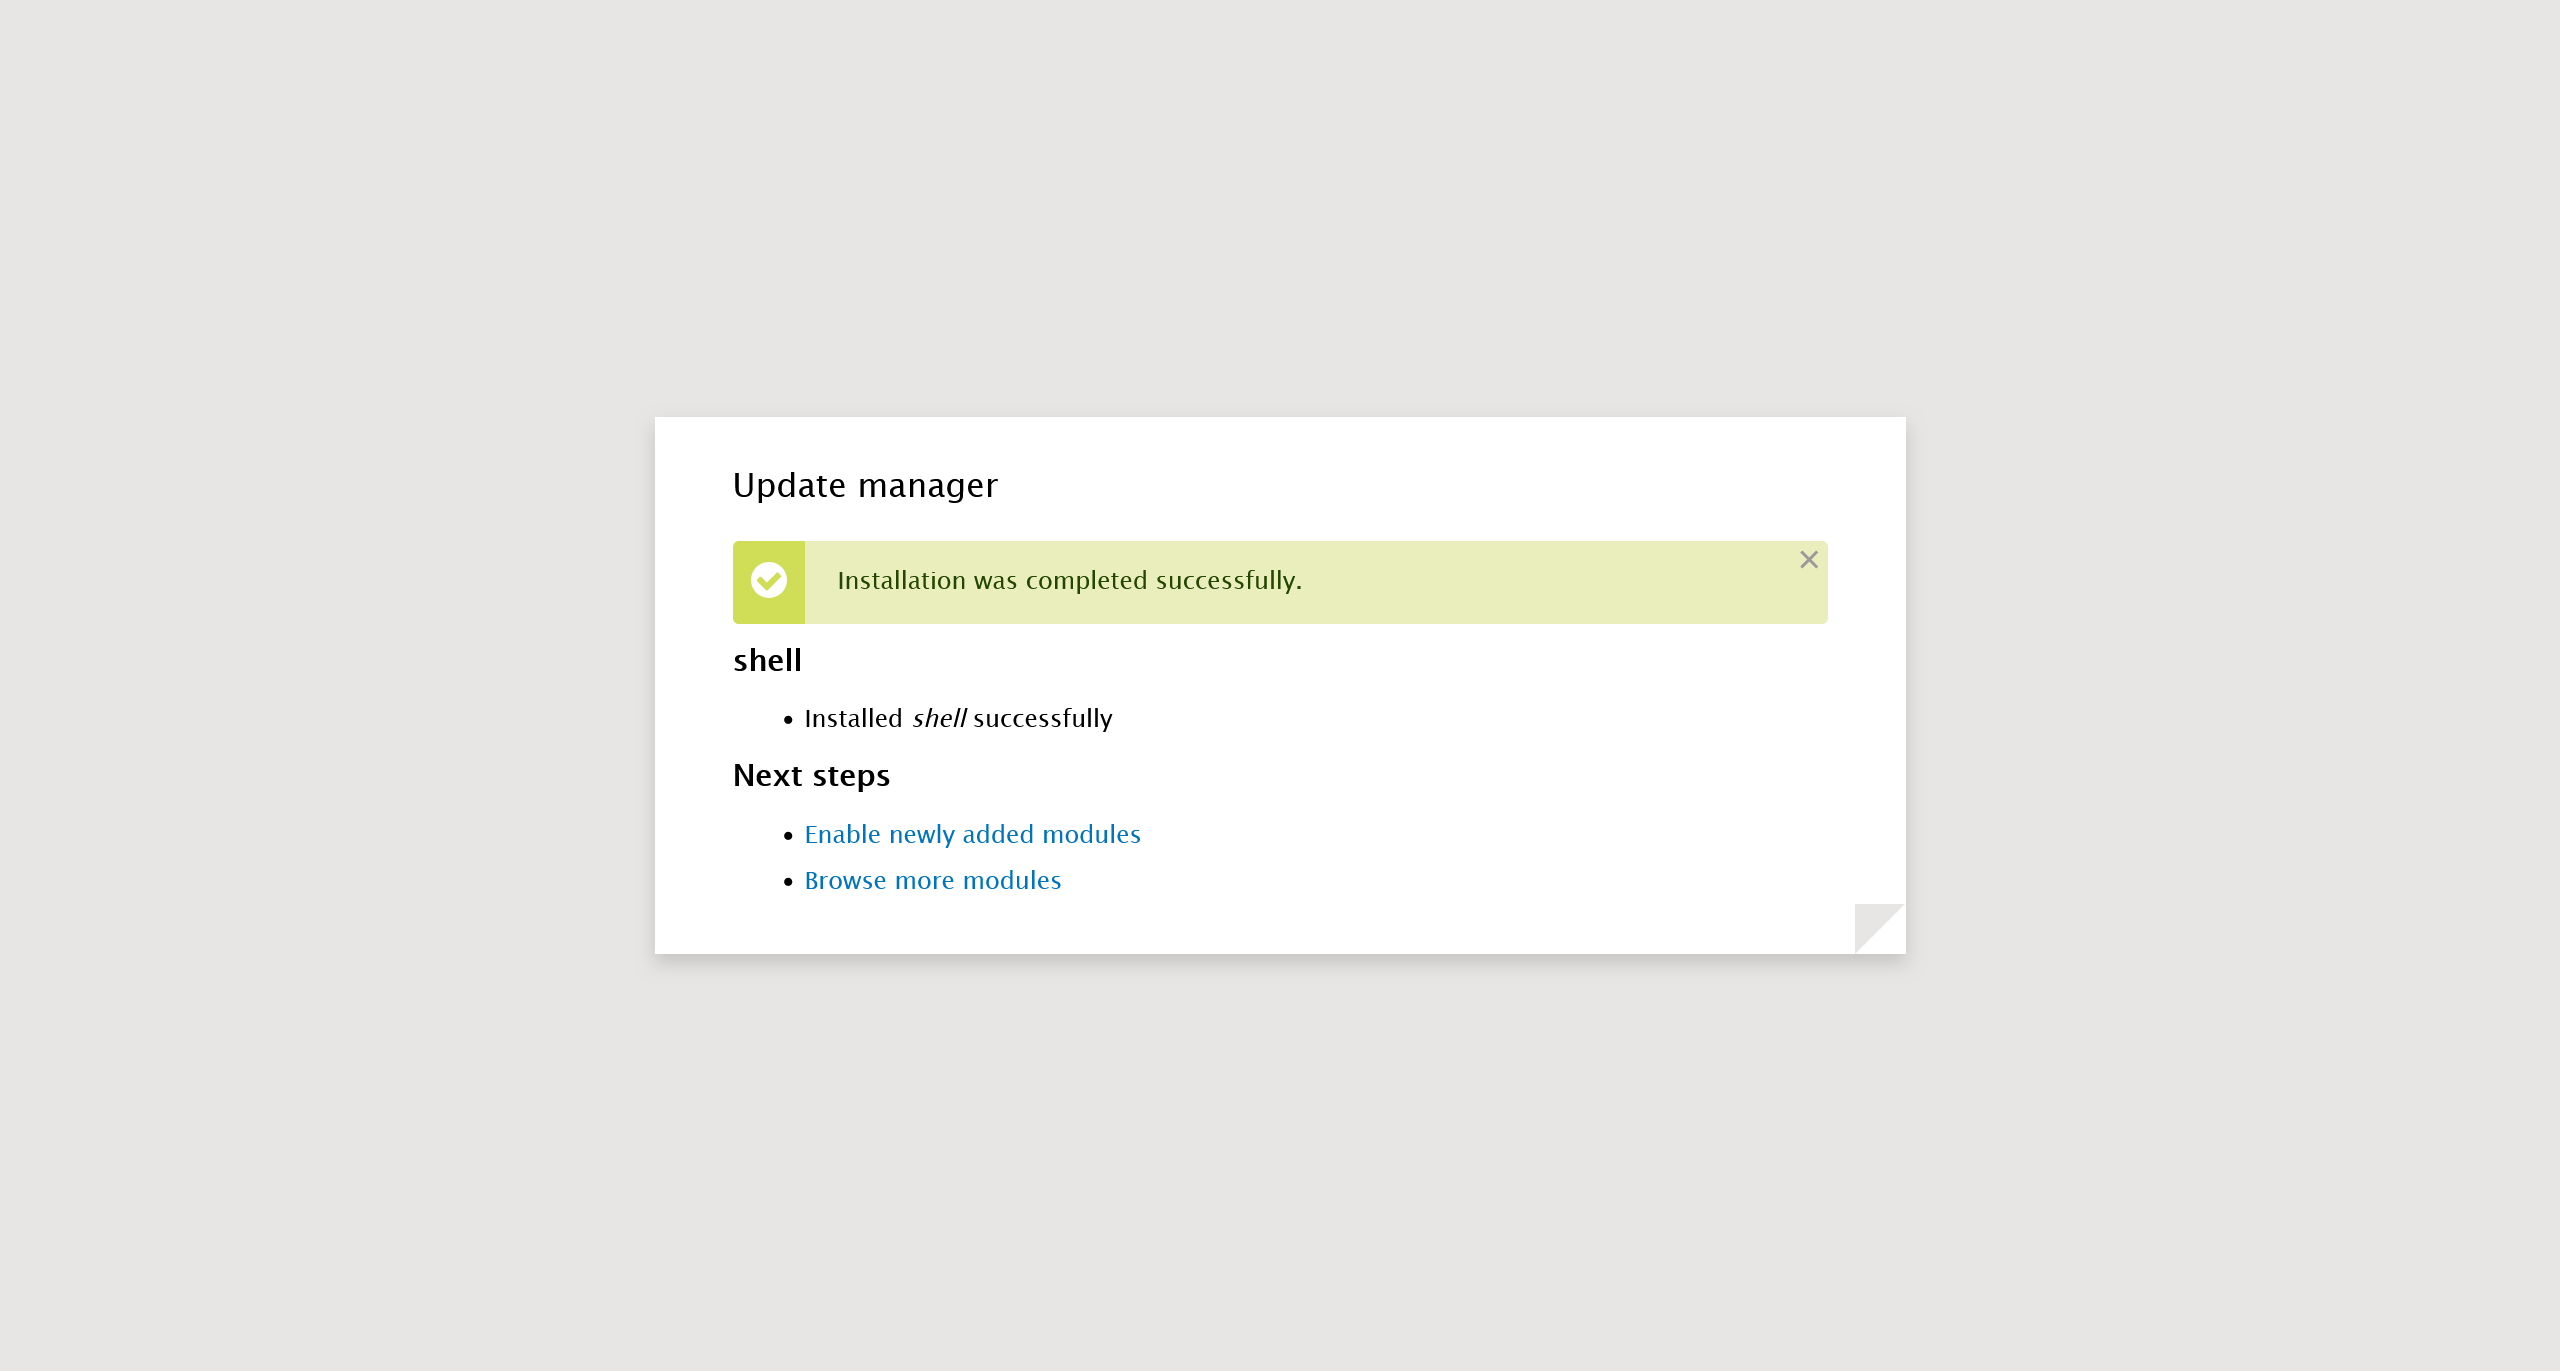 Update manager
Installation was completed successfully.
shell
Installed shell successfully
Next steps
Enable newly added modules
Browse more modules